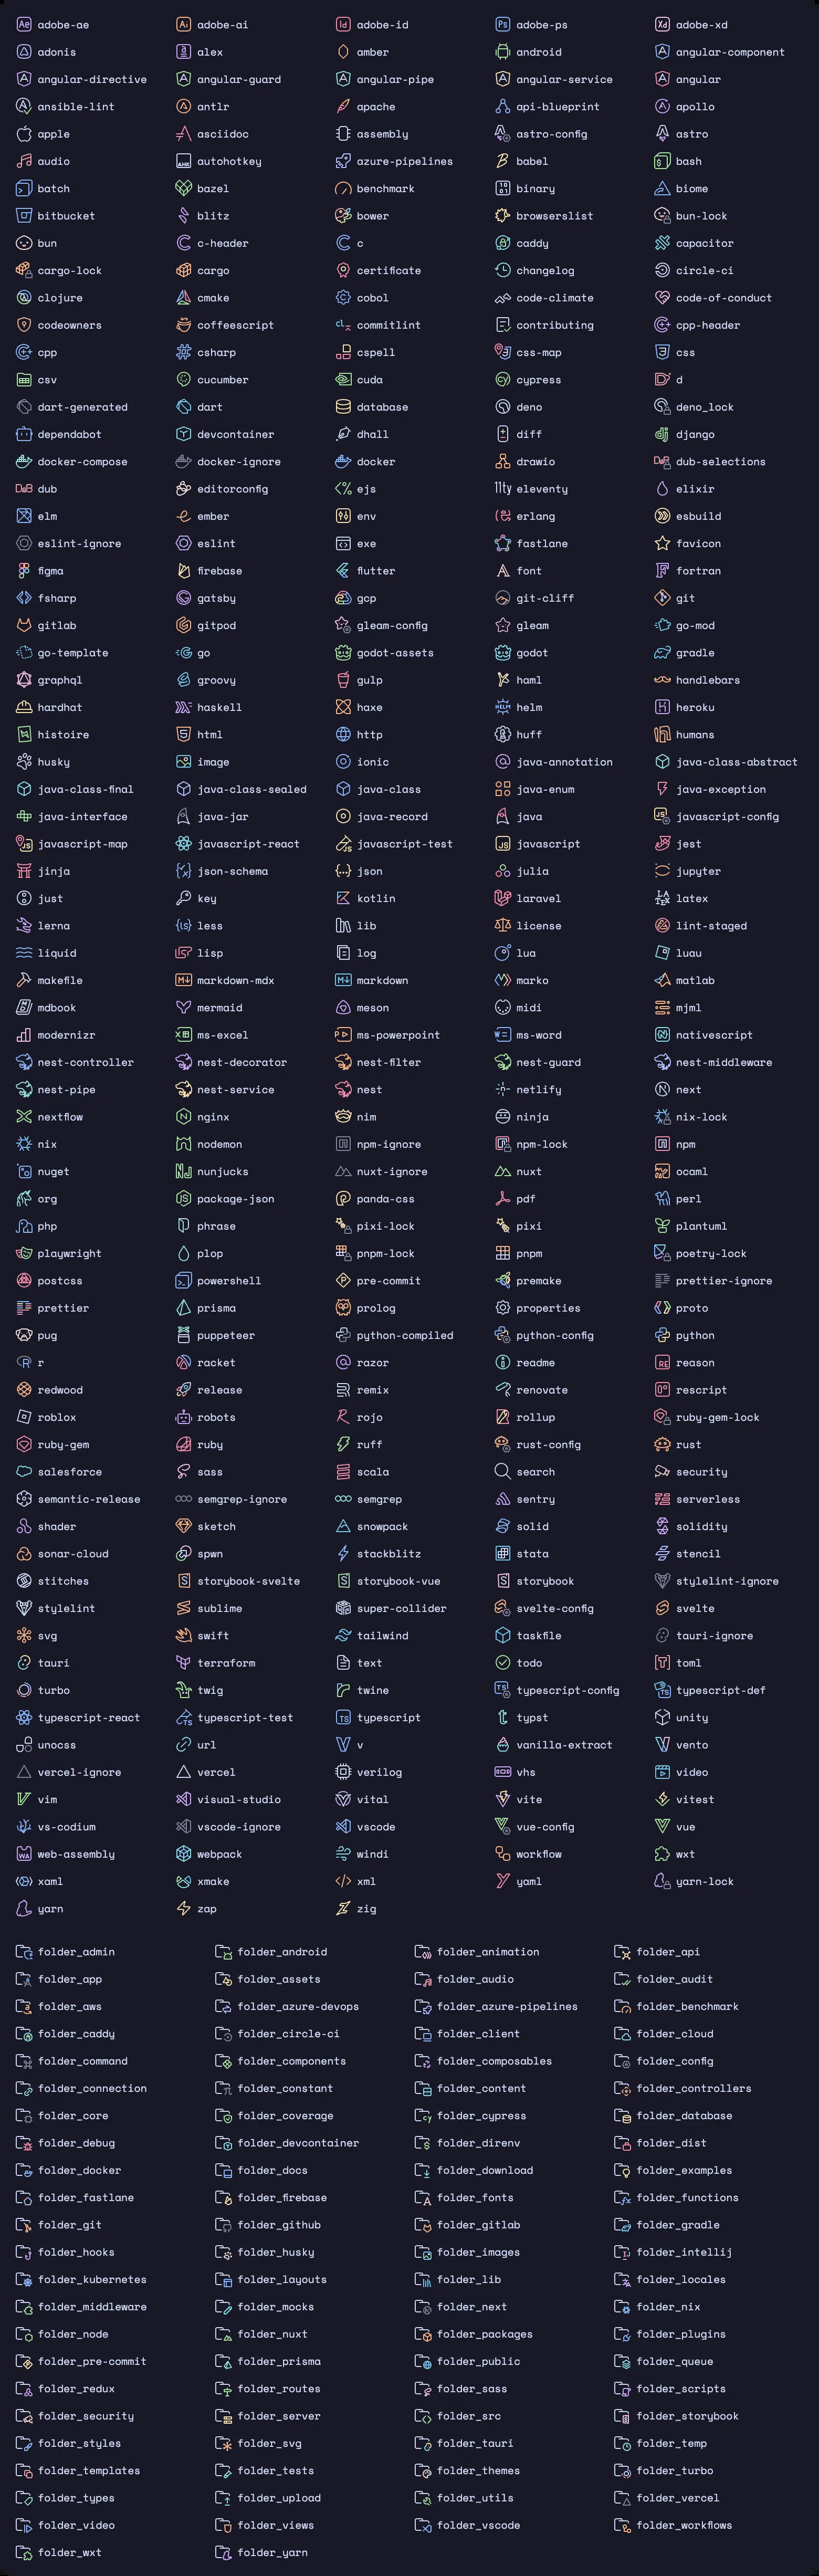 adobe-ae adobe-ai adobe-id adobe-ps adobe-xd
adonis alex amber android angular-component
angular-directive angular-guard angular-pipe angular-service angular
ansible-lint antlr apache api-blueprint apollo
apple asciidoc assembly astro-config astro
audio autohotkey azure-pipelines babel bash
batch bazel benchmark binary biome
bitbucket blitz bower browserslist bun-lock
bun c-header c caddy capacitor
cargo-lock cargo certificate changelog circle-ci
clojure cmake cobol code-climate code-of-conduct
codeowners coffeescript commitlint contributing cpp-header
cpp csharp cspell css-map css
csv cucumber cuda cypress d
dart-generated dart database deno deno_lock
dependabot devcontainer dhall diff django
docker-compose docker-ignore docker drawio dub-selections
dub editorconfig ejs eleventy elixir
elm ember env erlang esbuild
eslint-ignore eslint exe fastlane favicon
figma firebase flutter font fortran
fsharp gatsby gcp git-cliff git
gitlab gitpod gleam-config gleam go-mod
go-template go godot-assets godot gradle
graphql groovy gulp haml handlebars
hardhat haskell haxe helm heroku
histoire html http huff humans
husky image ionic java-annotation java-class-abstract
java-class-final java-class-sealed java-class java-enum java-exception
java-interface java-jar java-record java javascript-config
javascript-map javascript-react javascript-test javascript jest
jinja json-schema json julia jupyter
just key kotlin laravel latex
lerna less lib license lint-staged
liquid lisp log lua luau
makefile markdown-mdx markdown marko matlab
mdbook mermaid meson midi mjml
modernizr ms-excel ms-powerpoint ms-word nativescript
nest-controller nest-decorator nest-filter nest-guard nest-middleware
nest-pipe nest-service nest netlify next
nextflow nginx nim ninja nix-lock
nix nodemon npm-ignore npm-lock npm
nuget nunjucks nuxt-ignore nuxt ocaml
org package-json panda-css pdf perl
php phrase pixi-lock pixi plantuml
playwright plop pnpm-lock pnpm poetry-lock
postcss powershell pre-commit premake prettier-ignore
prettier prisma prolog properties proto
pug puppeteer python-compiled python-config python
r racket razor readme reason
redwood release remix renovate rescript
roblox robots rojo rollup ruby-gem-lock
ruby-gem ruby ruff rust-config rust
salesforce sass scala search security
semantic-release semgrep-ignore semgrep sentry serverless
shader sketch snowpack solid solidity
sonar-cloud spwn stackblitz stata stencil
stitches storybook-svelte storybook-vue storybook stylelint-ignore
stylelint sublime super-collider svelte-config svelte
svg swift tailwind taskfile tauri-ignore
tauri terraform text todo toml
turbo twig twine typescript-config typescript-def
typescript-react typescript-test typescript typst unity
unocss url v vanilla-extract vento
vercel-ignore vercel verilog vhs video
vim visual-studio vital vite vitest
vs-codium vscode-ignore vscode vue-config vue
web-assembly webpack windi workflow wxt
xaml xmake xml yaml yarn-lock
yarn zap zig
folder_admin folder_android folder_animation folder_api
folder_app folder_assets folder_audio folder_audit
folder_aws folder_azure-devops folder_azure-pipelines folder_benchmark
folder_caddy folder_circle-ci folder_client folder_cloud
folder_command folder_components folder_composables folder_config
folder_connection folder_constant folder_content folder_controllers
folder_core folder_coverage folder_cypress folder_database
folder_debug folder_devcontainer folder_direnv folder_dist
folder_docker folder_docs folder_download folder_examples
folder_fastlane folder_firebase folder_fonts folder_functions
folder_git folder_github folder_gitlab folder_gradle
folder_hooks folder_husky folder_images folder_intellij
folder_kubernetes folder_layouts folder_lib folder_locales
folder_middleware folder_mocks folder_next folder_nix
folder_node folder_nuxt folder_packages folder_plugins
folder_pre-commit folder_prisma folder_public folder_queue
folder_redux folder_routes folder_sass folder_scripts
folder_security folder_server folder_src folder_storybook
folder_styles folder_svg folder_tauri folder_temp
folder_templates folder_tests folder_themes folder_turbo
folder_types folder_upload folder_utils folder_vercel
folder_video folder_views folder_vscode folder_workflows
folder_wxt folder_yarn